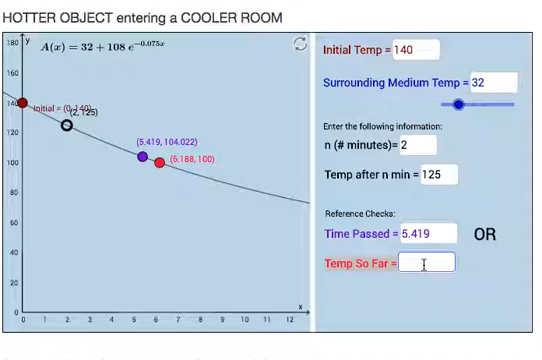 HOTTER OBJECT entering a COOLER ROOM
180 y A(x) = 32 + 108 e^-0.075x
160
140 Initial = (0, 140)
(2, 125)
120
(5.419, 104.022)
100 (6.188, 100)
80
60
40
20
x
0
0 1 2 3 4 5 6 7 8 9 10 11 12
Initial Temp = 140
Surrounding Medium Temp = 32
Enter the following information:
n (# minutes)= 2
Temp after n min = 125
Reference Checks:
Time Passed = 5.419 OR
Temp So Far =